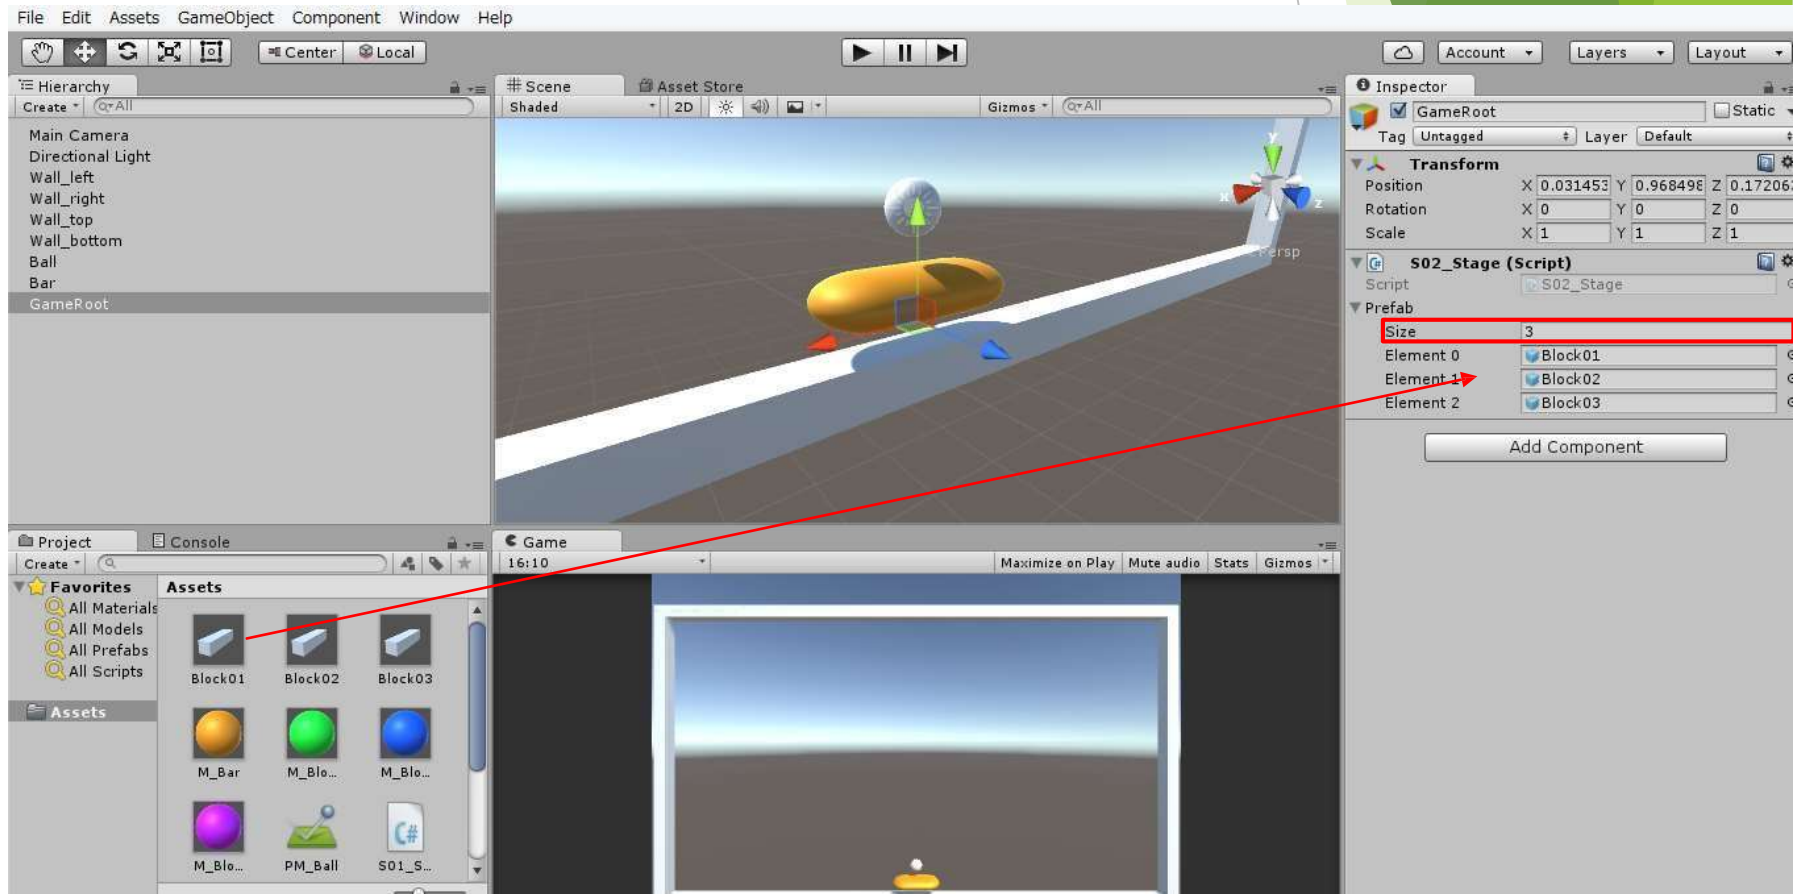 File Edit Assets GameObject Component Window Help
Center Local
Account Layers Layout
Hierarchy
Create All
Main Camera
Directional Light
Wall_left
Wall_right
Wall_top
Wall_bottom
Ball
Bar
GameRoot
Scene Asset Store
Shaded 2D Gizmos All
y
x
z
Persp
Inspector
GameRoot Static
Tag Untagged Layer Default
Transform
Position X 0.031453 Y 0.968498 Z 0.17206
Rotation X 0 Y 0 Z 0
Scale X 1 Y 1 Z 1
S02_Stage (Script)
Script S02_Stage
Prefab
Size 3
Element 0 Block01
Element 1 Block02
Element 2 Block03
Add Component
Project Console
Create
Favorites
All Materials
All Models
All Prefabs
All Scripts
Assets
Assets
Block01 Block02 Block03
M_Bar M_Blo... M_Blo...
M_Blo... PM_Ball S01_S...
C#
Game
16:10 Maximize on Play Mute audio Stats Gizmos